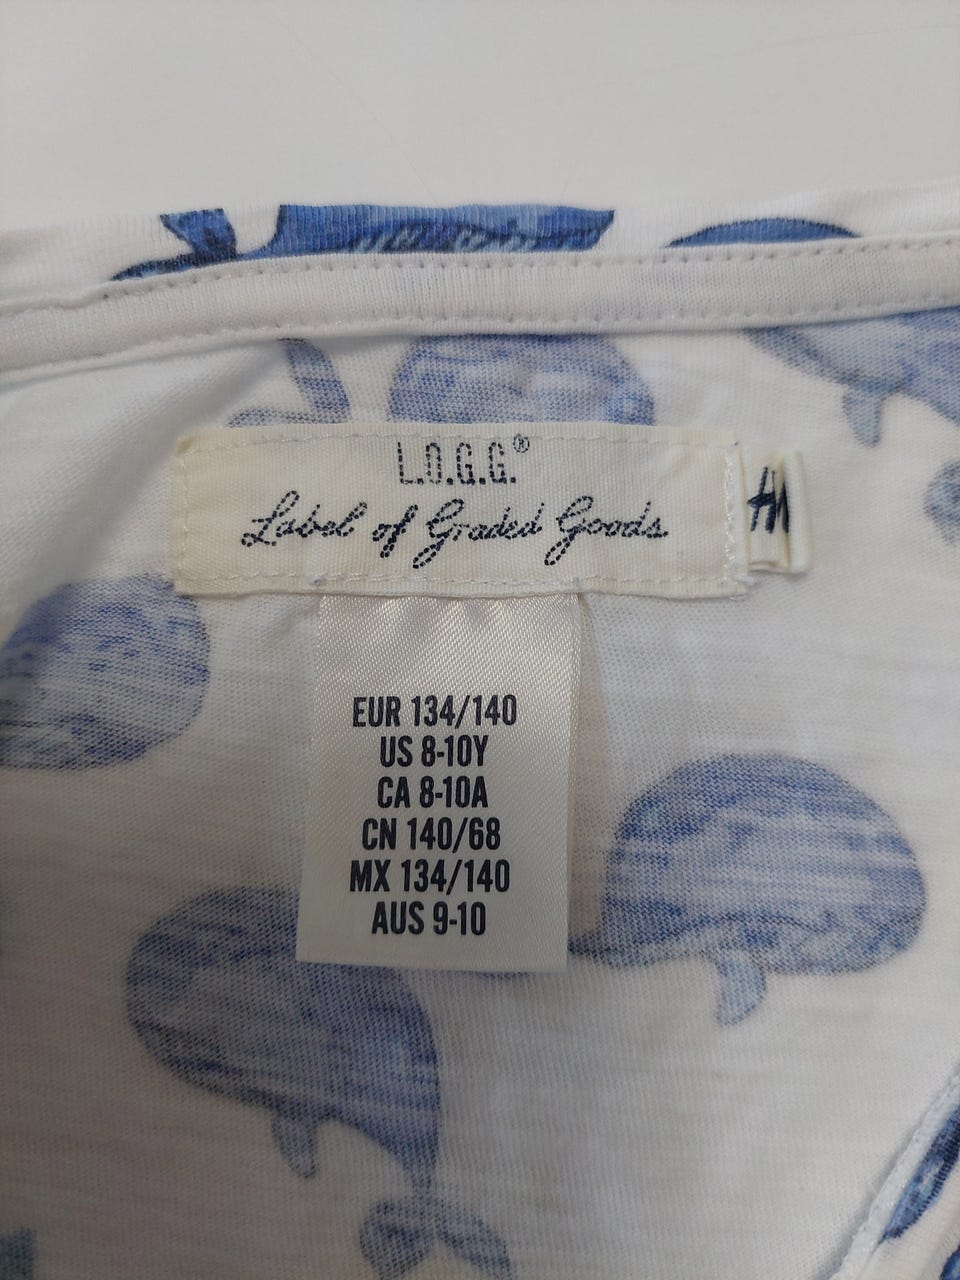 L.O.G.G.®
Label of Graded Goods
EUR 134/140
US 8-10Y
CA 8-10A
CN 140/68
MX 134/140
AUS 9-10